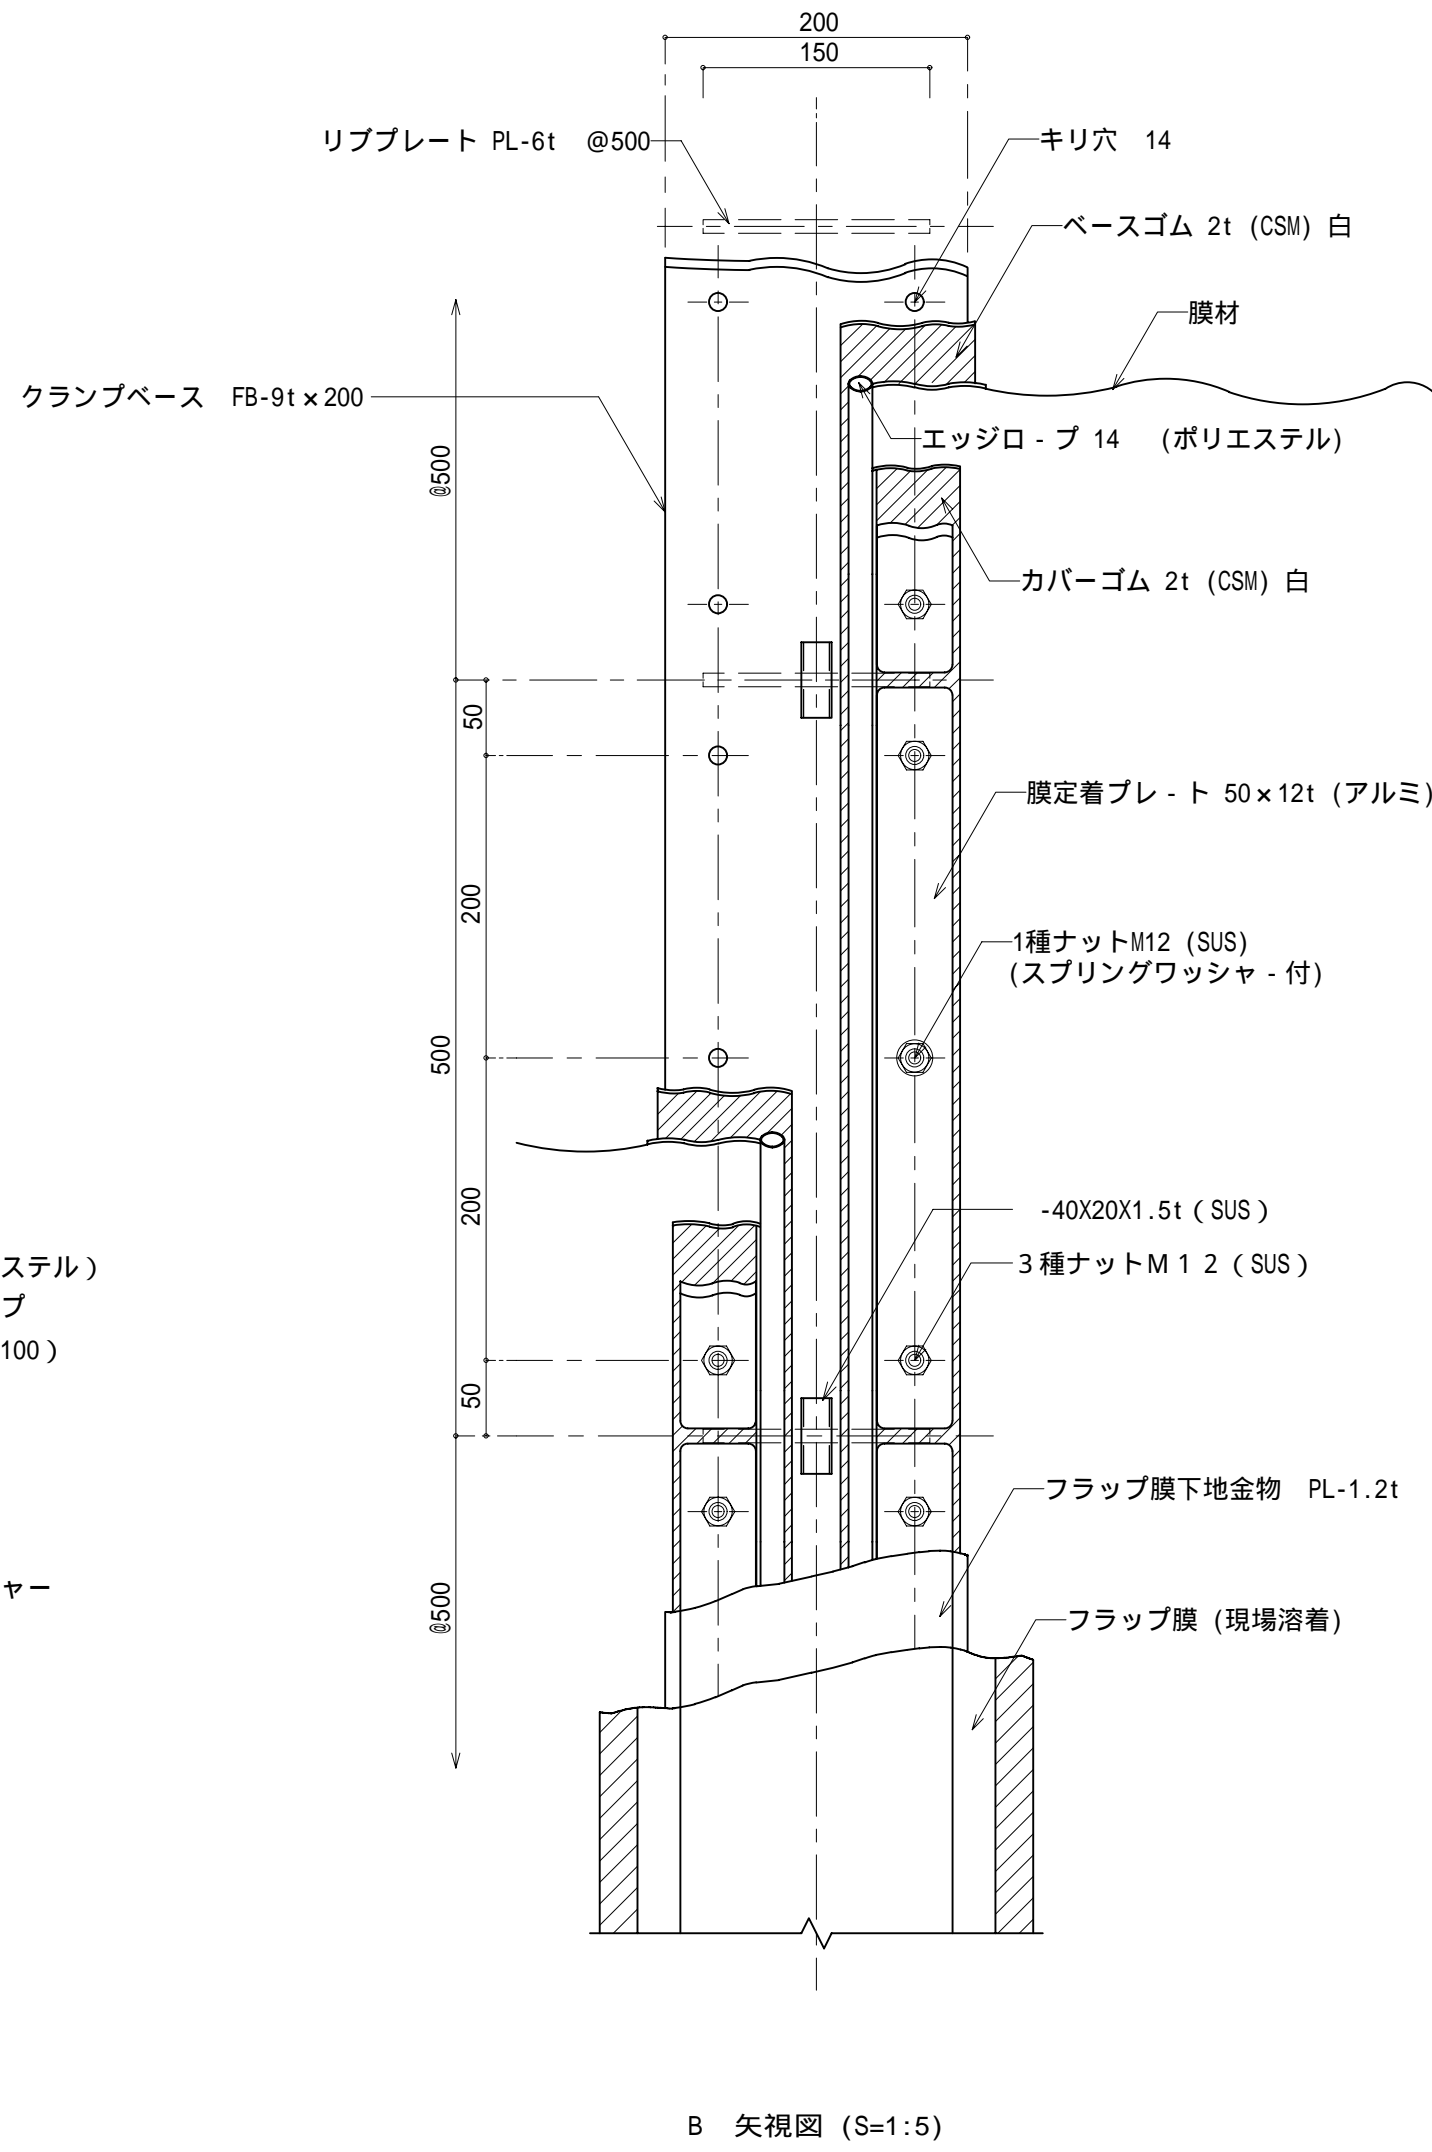 200
150
リブプレート PL-6t @500
キリ穴 14
ベースゴム 2t (CSM) 白
膜材
クランプベース FB-9t×200
エッジロ-プ 14 (ポリエステル)
@500
カバーゴム 2t (CSM) 白
50
膜定着プレ-ト 50×12t (アルミ)
200
1種ナットM12 (SUS)
(スプリングワッシャ-付)
500
200
-40X20X1.5t(SUS)
ステル)
3種ナットM12(SUS)
プ
100)
50
フラップ膜下地金物 PL-1.2t
ャー
@500
フラップ膜 (現場溶着)
B 矢視図 (S=1:5)